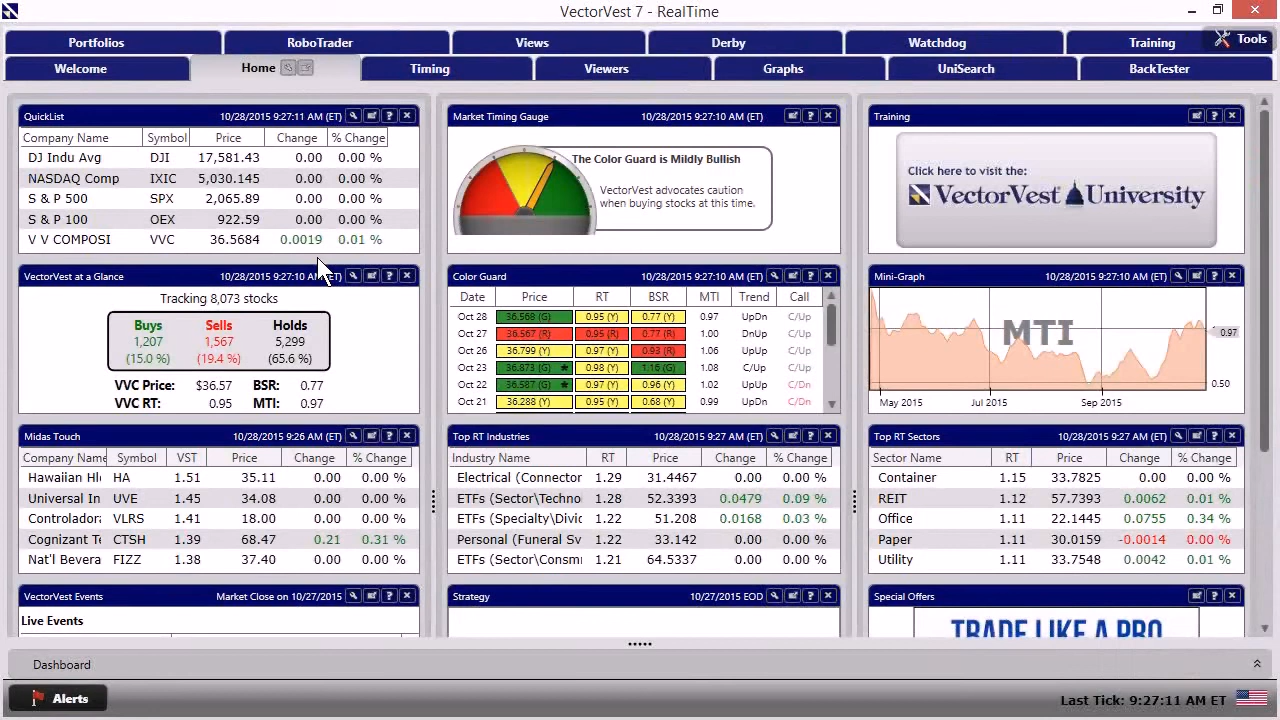 VectorVest 7 - RealTime
Portfolios RoboTrader Views Derby Watchdog Training Tools
Welcome Home Timing Viewers Graphs UniSearch BackTester
QuickList 10/28/2015 9:27:11 AM (ET)
Company Name Symbol Price Change % Change
DJ Indu Avg DJI 17,581.43 0.00 0.00 %
NASDAQ Comp IXIC 5,030.145 0.00 0.00 %
S & P 500 SPX 2,065.89 0.00 0.00 %
S & P 100 OEX 922.59 0.00 0.00 %
V V COMPOSI VVC 36.5684 0.0019 0.01 %
Market Timing Gauge 10/28/2015 9:27:10 AM (ET)
The Color Guard is Mildly Bullish
VectorVest advocates caution
when buying stocks at this time.
Training
Click here to visit the:
VectorVest University
VectorVest at a Glance 10/28/2015 9:27:10 AM (ET)
Tracking 8,073 stocks
Buys Sells Holds
1,207 1,567 5,299
(15.0 %) (19.4 %) (65.6 %)
VVC Price: $36.57 BSR: 0.77
VVC RT: 0.95 MTI: 0.97
Color Guard 10/28/2015 9:27:10 AM (ET)
Date Price RT BSR MTI Trend Call
Oct 28 36.568 (G) 0.95 (Y) 0.77 (Y) 0.97 UpDn C/Up
Oct 27 36.567 (R) 0.95 (R) 0.77 (R) 1.00 DnUp C/Up
Oct 26 36.799 (Y) 0.97 (Y) 0.93 (R) 1.06 UpUp C/Up
Oct 23 36.873 (G) ★ 0.98 (Y) 1.16 (G) 1.08 C/Up C/Up
Oct 22 36.587 (G) ★ 0.97 (Y) 0.96 (Y) 1.02 UpUp C/Dn
Oct 21 36.288 (Y) 0.95 (Y) 0.68 (Y) 0.99 UpDn C/Dn
Mini-Graph 10/28/2015 9:27:10 AM (ET)
MTI
0.97
0.50
May 2015 Jul 2015 Sep 2015
Midas Touch 10/28/2015 9:26 AM (ET)
Company Name Symbol VST Price Change % Change
Hawaiian Hlc HA 1.51 35.11 0.00 0.00 %
Universal In UVE 1.45 34.08 0.00 0.00 %
Controladora VLRS 1.41 18.00 0.00 0.00 %
Cognizant Te CTSH 1.39 68.47 0.21 0.31 %
Nat'l Bevera FIZZ 1.38 37.40 0.00 0.00 %
Top RT Industries 10/28/2015 9:27 AM (ET)
Industry Name RT Price Change % Change
Electrical (Connector 1.29 31.4467 0.00 0.00 %
ETFs (Sector\Techno 1.28 52.3393 0.0479 0.09 %
ETFs (Specialty\Divid 1.22 51.208 0.0168 0.03 %
Personal (Funeral Sv 1.22 33.142 0.00 0.00 %
ETFs (Sector\Consm 1.21 64.5337 0.00 0.00 %
Top RT Sectors 10/28/2015 9:27 AM (ET)
Sector Name RT Price Change % Change
Container 1.15 33.7825 0.00 0.00 %
REIT 1.12 57.7393 0.0062 0.01 %
Office 1.11 22.1445 0.0755 0.34 %
Paper 1.11 30.0159 -0.0014 0.00 %
Utility 1.11 33.7548 0.0042 0.01 %
VectorVest Events Market Close on 10/27/2015
Live Events
Strategy 10/27/2015 EOD
Special Offers
TRADE LIKE A PRO
Dashboard
Alerts Last Tick: 9:27:11 AM ET